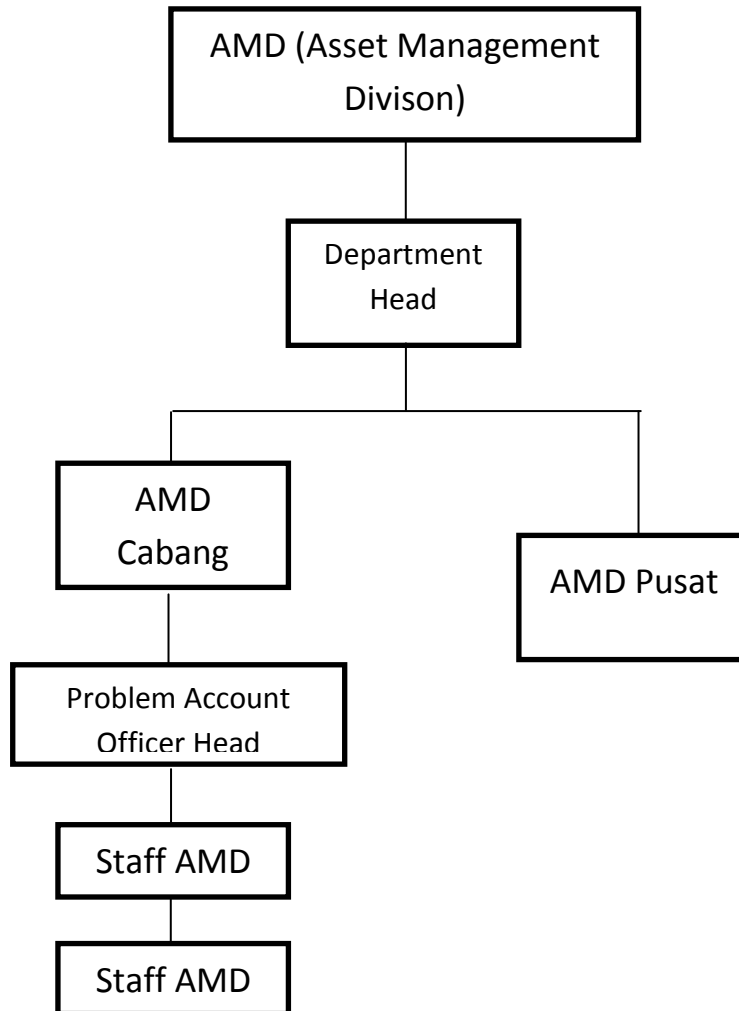 AMD (Asset Management
Divison)
Department
Head
AMD
Cabang
AMD Pusat
Problem Account
Officer Head
Staff AMD
Staff AMD